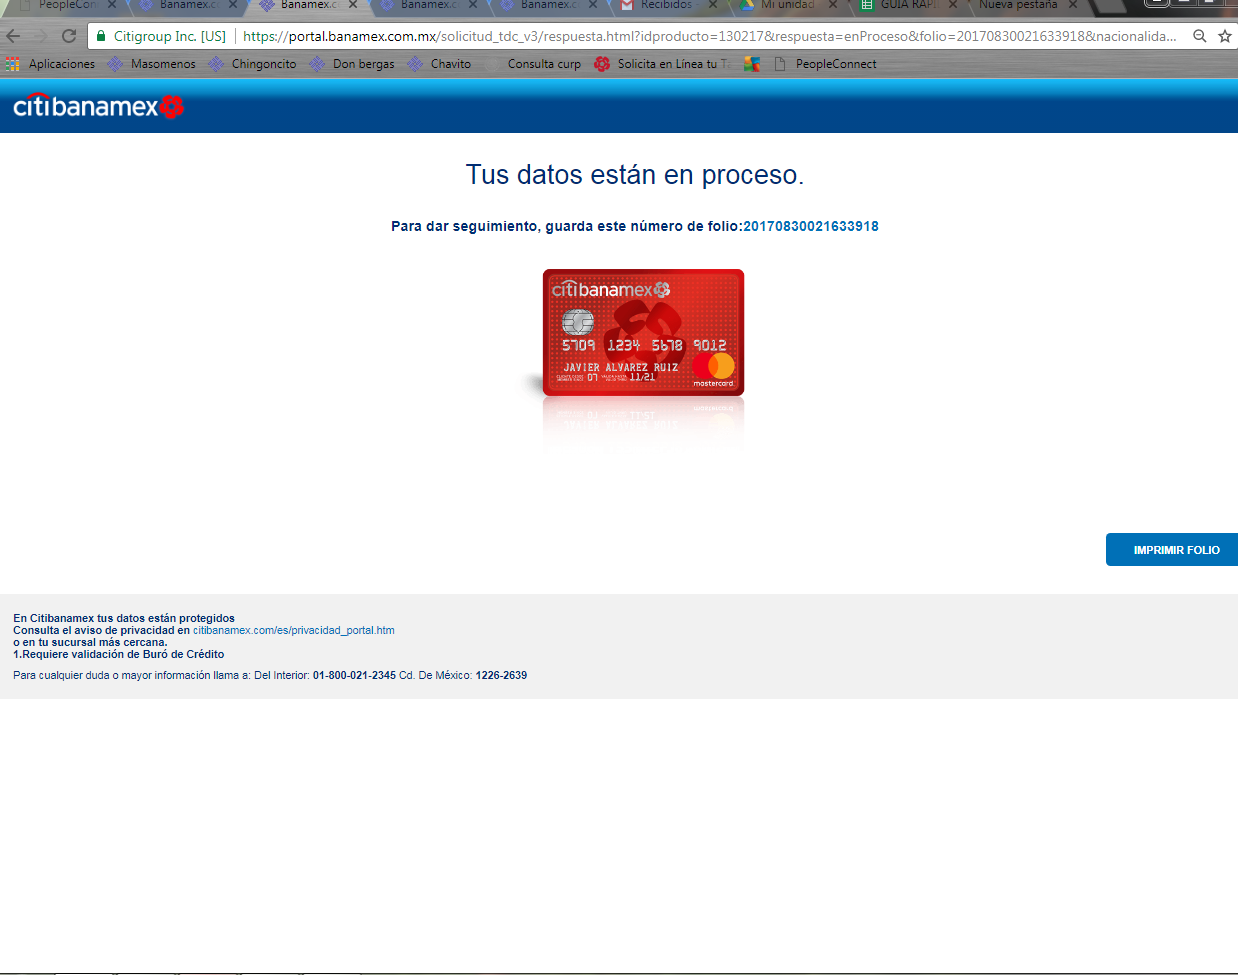 PeopleCon
Banamex.c
Banamex.c
Banamex.c
Banamex.c
Recibidos
Mi unidad
GUIA RAPI
Nueva pestaña
Citigroup Inc. [US]
https://portal.banamex.com.mx/solicitud_tdc_v3/respuesta.html?idproducto=130217&respuesta=enProceso&folio=20170830021633918&nacionalida...
Aplicaciones
Masomenos
Chingoncito
Don bergas
Chavito
Consulta curp
Solicita en Línea tu T
PeopleConnect
citibanamex
Tus datos están en proceso.
Para dar seguimiento, guarda este número de folio:20170830021633918
citibanamex
5709 1234 5678 9012
JAVIER ALVAREZ RUIZ
07 11/21
mastercard.
IMPRIMIR FOLIO
En Citibanamex tus datos están protegidos
Consulta el aviso de privacidad en citibanamex.com/es/privacidad_portal.htm
o en tu sucursal más cercana.
1.Requiere validación de Buró de Crédito
Para cualquier duda o mayor información llama a: Del Interior: 01-800-021-2345 Cd. De México: 1226-2639